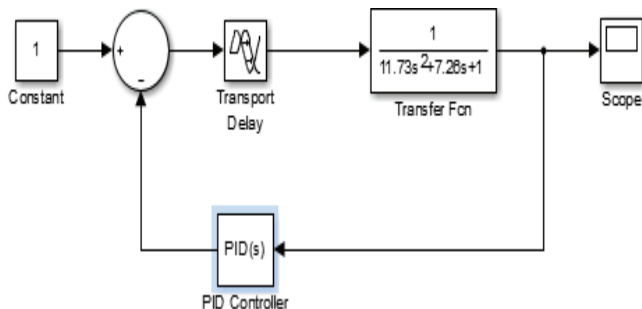 1
Constant
+
-
Transport
Delay
1
11.73s²+7.26s+1
Transfer Fcn
Scope
PID(s)
PID Controller